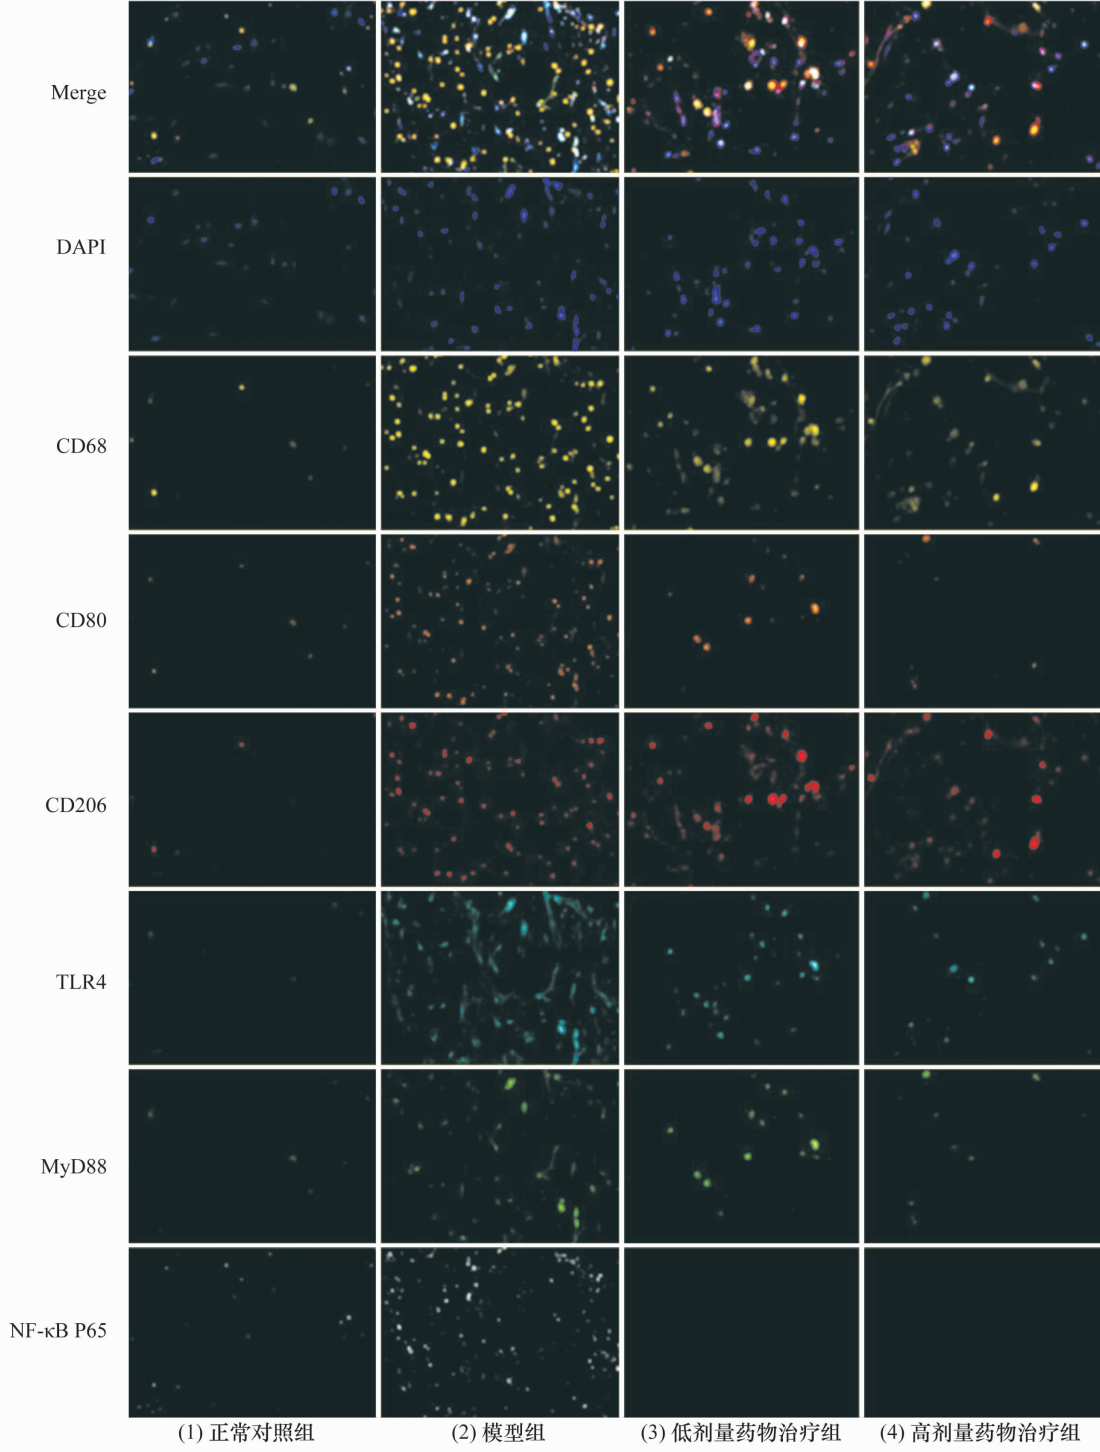 Merge
DAPI
CD68
CD80
CD206
TLR4
MyD88
NF-κB P65
(1) 正常对照组
(2) 模型组
(3) 低剂量药物治疗组
(4) 高剂量药物治疗组